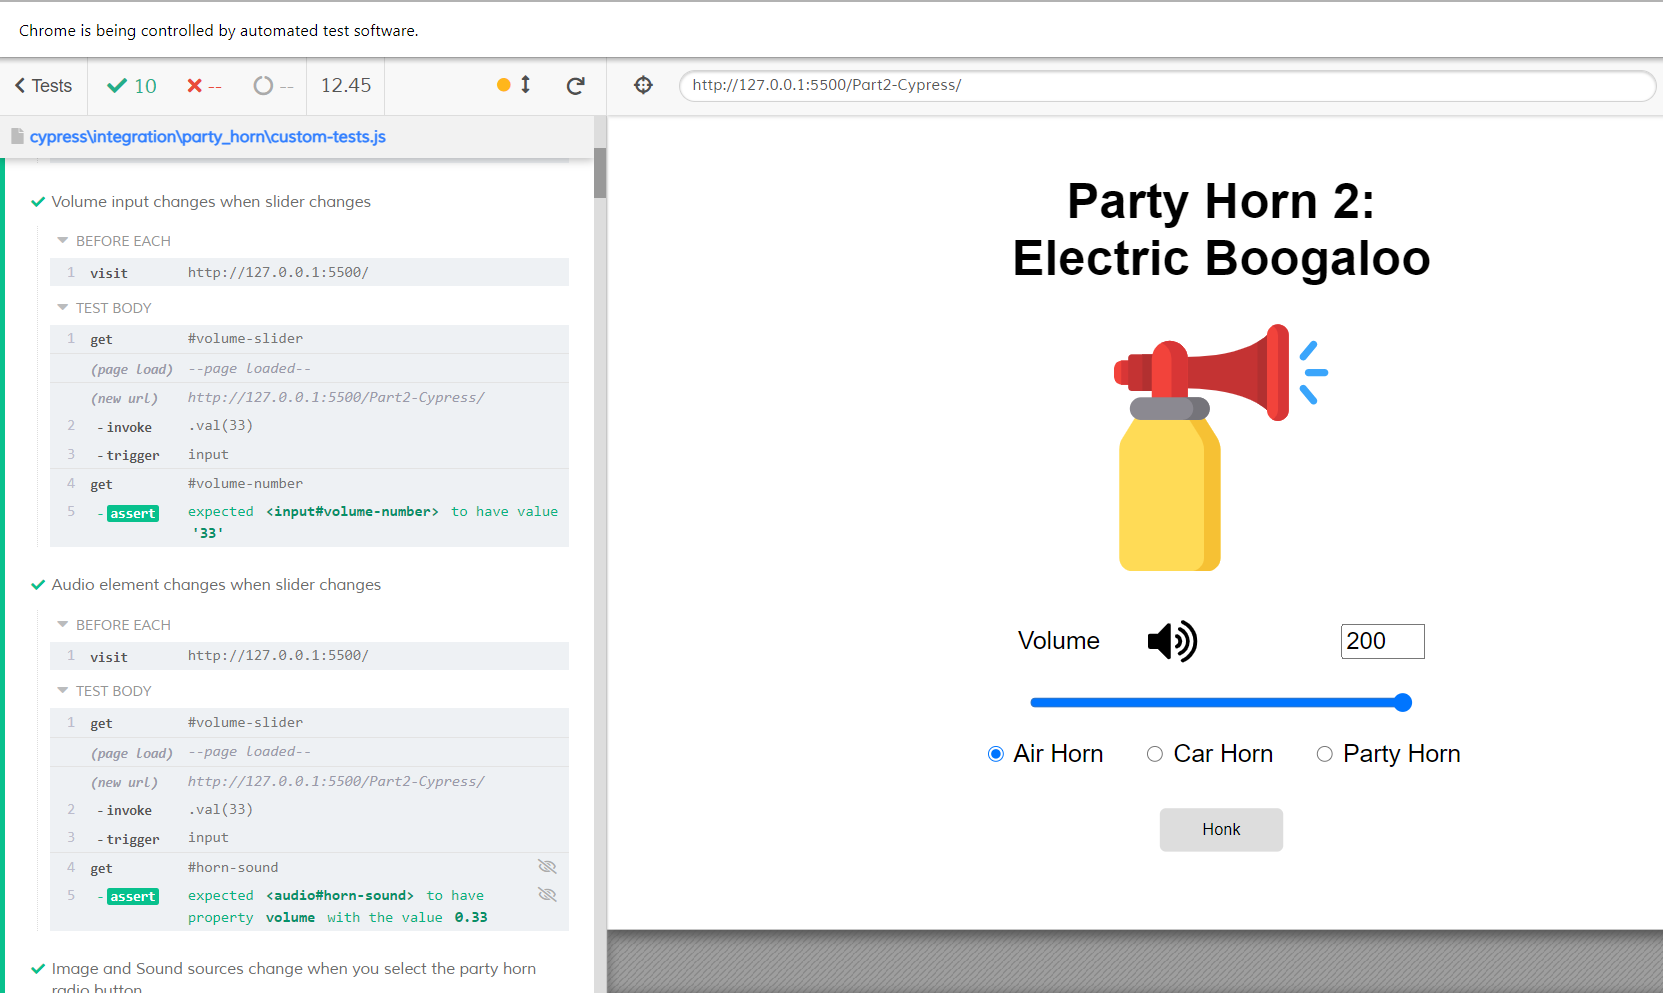 Chrome is being controlled by automated test software.
Tests 10 -- -- 12.45 http://127.0.0.1:5500/Part2-Cypress/
cypress\integration\party_horn\custom-tests.js
Volume input changes when slider changes
BEFORE EACH
1 visit http://127.0.0.1:5500/
TEST BODY
1 get #volume-slider
(page load) --page loaded--
(new url) http://127.0.0.1:5500/Part2-Cypress/
2 -invoke .val(33)
3 -trigger input
4 get #volume-number
5 -assert expected <input#volume-number> to have value
'33'
Audio element changes when slider changes
BEFORE EACH
1 visit http://127.0.0.1:5500/
TEST BODY
1 get #volume-slider
(page load) --page loaded--
(new url) http://127.0.0.1:5500/Part2-Cypress/
2 -invoke .val(33)
3 -trigger input
4 get #horn-sound
5 -assert expected <audio#horn-sound> to have
property volume with the value 0.33
Image and Sound sources change when you select the party horn
radio button
Party Horn 2:
Electric Boogaloo
Volume 200
Air Horn Car Horn Party Horn
Honk